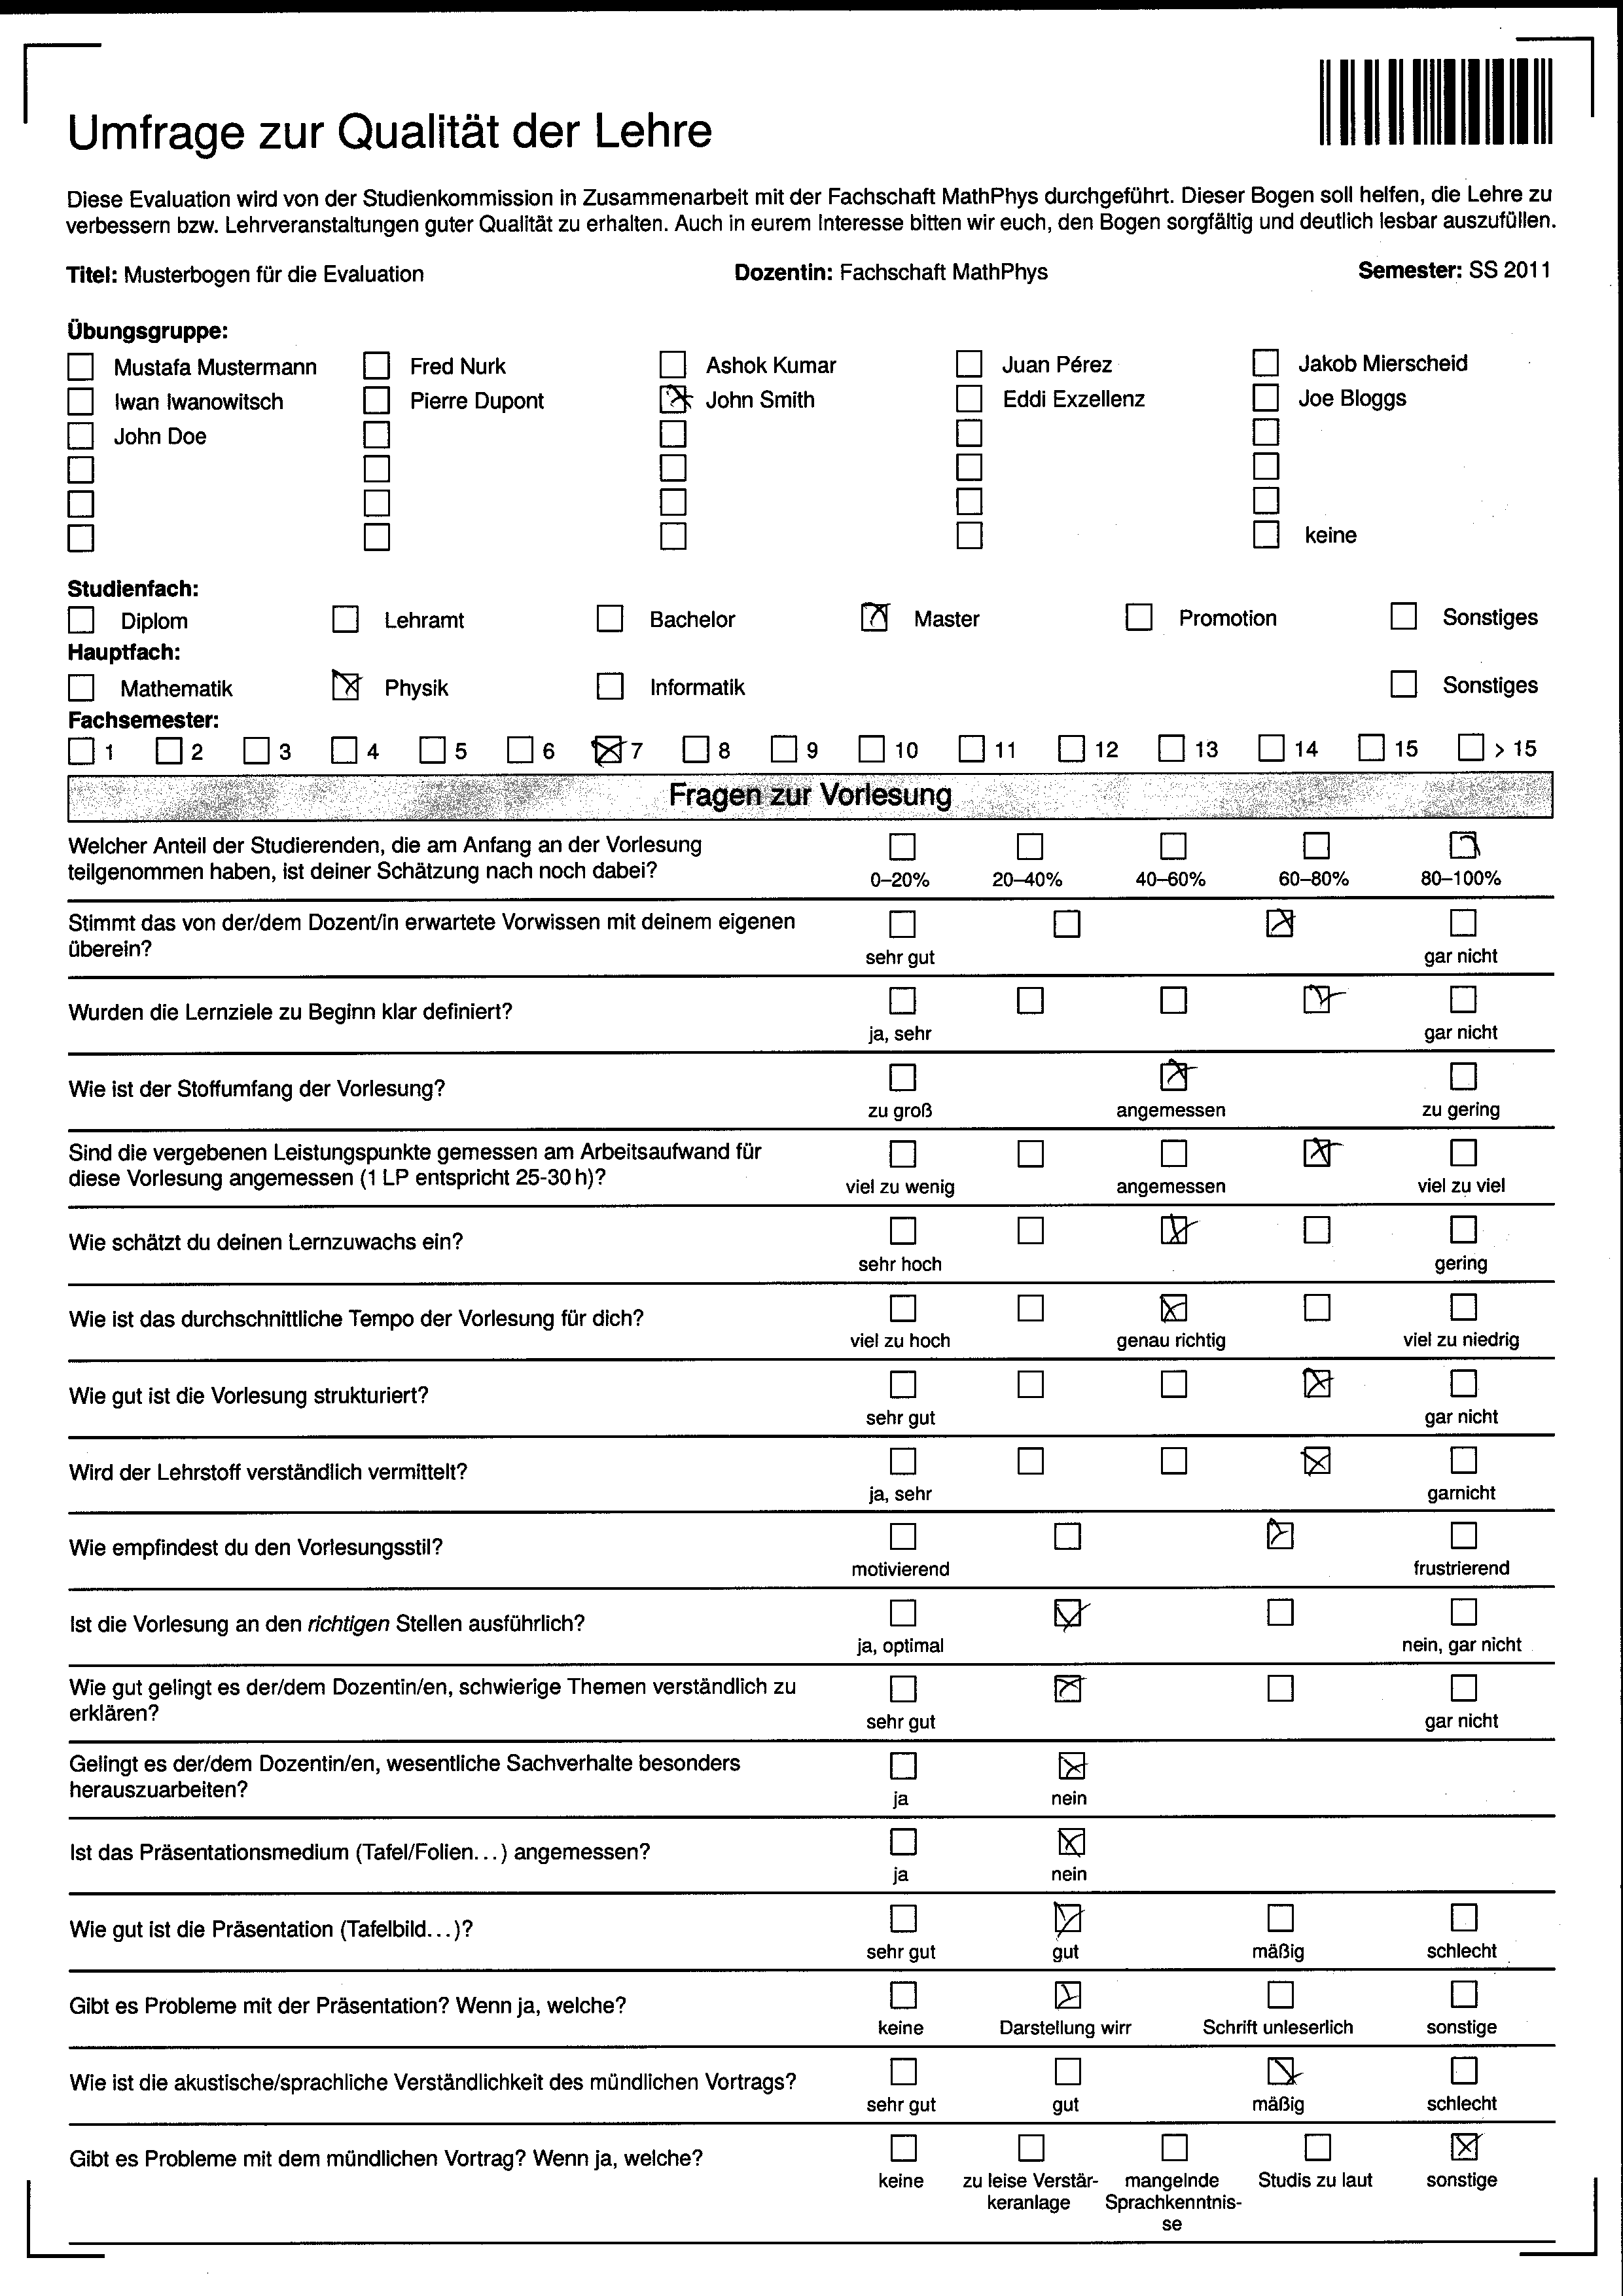 Umfrage zur Qualität der Lehre
Diese Evaluation wird von der Studienkommission in Zusammenarbeit mit der Fachschaft MathPhys durchgeführt. Dieser Bogen soll helfen, die Lehre zu
verbessern bzw. Lehrveranstaltungen guter Qualität zu erhalten. Auch in eurem Interesse bitten wir euch, den Bogen sorgfältig und deutlich lesbar auszufüllen.
Titel: Musterbogen für die Evaluation Dozentin: Fachschaft MathPhys Semester: SS 2011
Übungsgruppe:
Mustafa Mustermann Fred Nurk Ashok Kumar Juan Pérez Jakob Mierscheid
Iwan Iwanowitsch Pierre Dupont John Smith Eddi Exzellenz Joe Bloggs
John Doe
keine
Studienfach:
Diplom Lehramt Bachelor Master Promotion Sonstiges
Hauptfach:
Mathematik Physik Informatik Sonstiges
Fachsemester:
1 2 3 4 5 6 7 8 9 10 11 12 13 14 15 > 15
Fragen zur Vorlesung
Welcher Anteil der Studierenden, die am Anfang an der Vorlesung
teilgenommen haben, ist deiner Schätzung nach noch dabei?
0–20% 20–40% 40–60% 60–80% 80–100%
Stimmt das von der/dem Dozent/in erwartete Vorwissen mit deinem eigenen
überein?
sehr gut gar nicht
Wurden die Lernziele zu Beginn klar definiert?
ja, sehr gar nicht
Wie ist der Stoffumfang der Vorlesung?
zu groß angemessen zu gering
Sind die vergebenen Leistungspunkte gemessen am Arbeitsaufwand für
diese Vorlesung angemessen (1 LP entspricht 25-30 h)?
viel zu wenig angemessen viel zu viel
Wie schätzt du deinen Lernzuwachs ein?
sehr hoch gering
Wie ist das durchschnittliche Tempo der Vorlesung für dich?
viel zu hoch genau richtig viel zu niedrig
Wie gut ist die Vorlesung strukturiert?
sehr gut gar nicht
Wird der Lehrstoff verständlich vermittelt?
ja, sehr garnicht
Wie empfindest du den Vorlesungsstil?
motivierend frustrierend
Ist die Vorlesung an den richtigen Stellen ausführlich?
ja, optimal nein, gar nicht
Wie gut gelingt es der/dem Dozentin/en, schwierige Themen verständlich zu
erklären?
sehr gut gar nicht
Gelingt es der/dem Dozentin/en, wesentliche Sachverhalte besonders
herauszuarbeiten?
ja nein
Ist das Präsentationsmedium (Tafel/Folien...) angemessen?
ja nein
Wie gut ist die Präsentation (Tafelbild...)?
sehr gut gut mäßig schlecht
Gibt es Probleme mit der Präsentation? Wenn ja, welche?
keine Darstellung wirr Schrift unleserlich sonstige
Wie ist die akustische/sprachliche Verständlichkeit des mündlichen Vortrags?
sehr gut gut mäßig schlecht
Gibt es Probleme mit dem mündlichen Vortrag? Wenn ja, welche?
keine zu leise Verstär- mangelnde Studis zu laut sonstige
keranlage Sprachkenntnis-
se